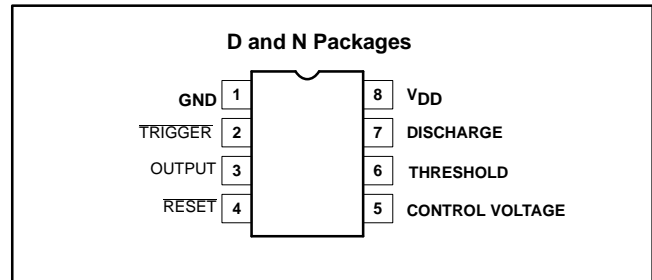 D and N Packages
GND 1 8 VDD
TRIGGER 2 7 DISCHARGE
OUTPUT 3 6 THRESHOLD
RESET 4 5 CONTROL VOLTAGE